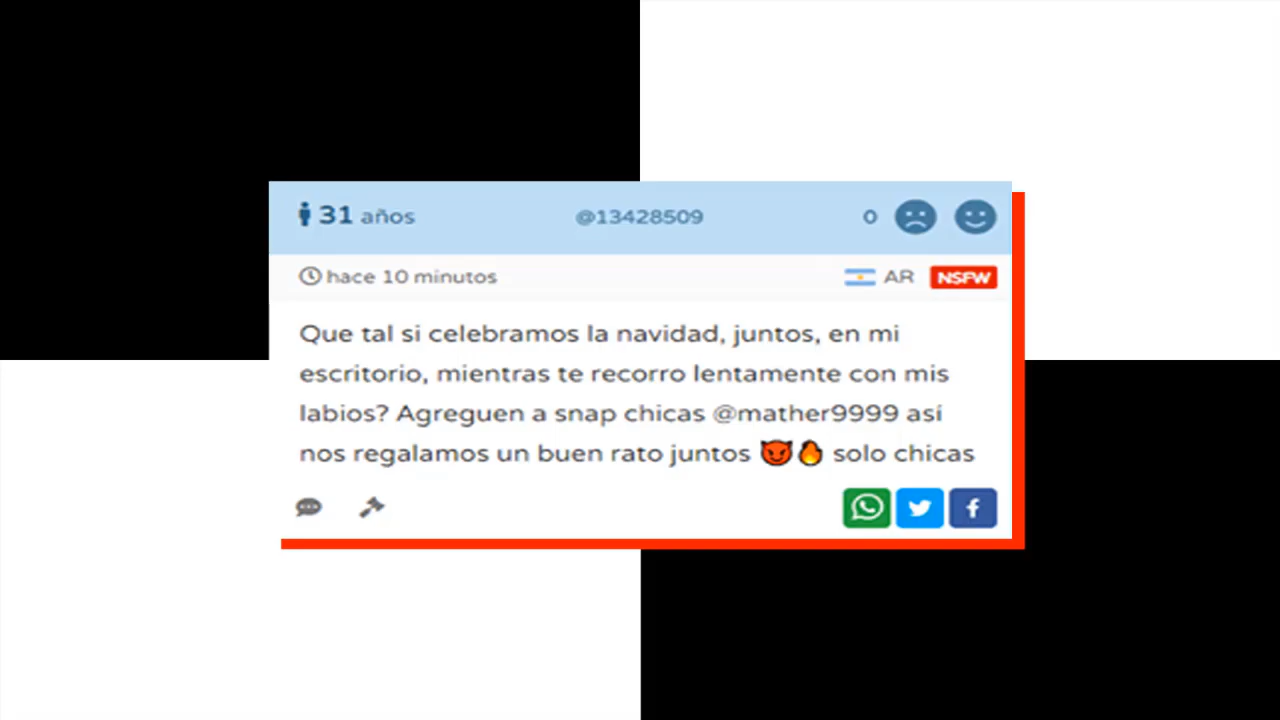 31 años @13428509 0
hace 10 minutos AR NSFW
Que tal si celebramos la navidad, juntos, en mi
escritorio, mientras te recorro lentamente con mis
labios? Agreguen a snap chicas @mather9999 así
nos regalamos un buen rato juntos 😈🔥 solo chicas